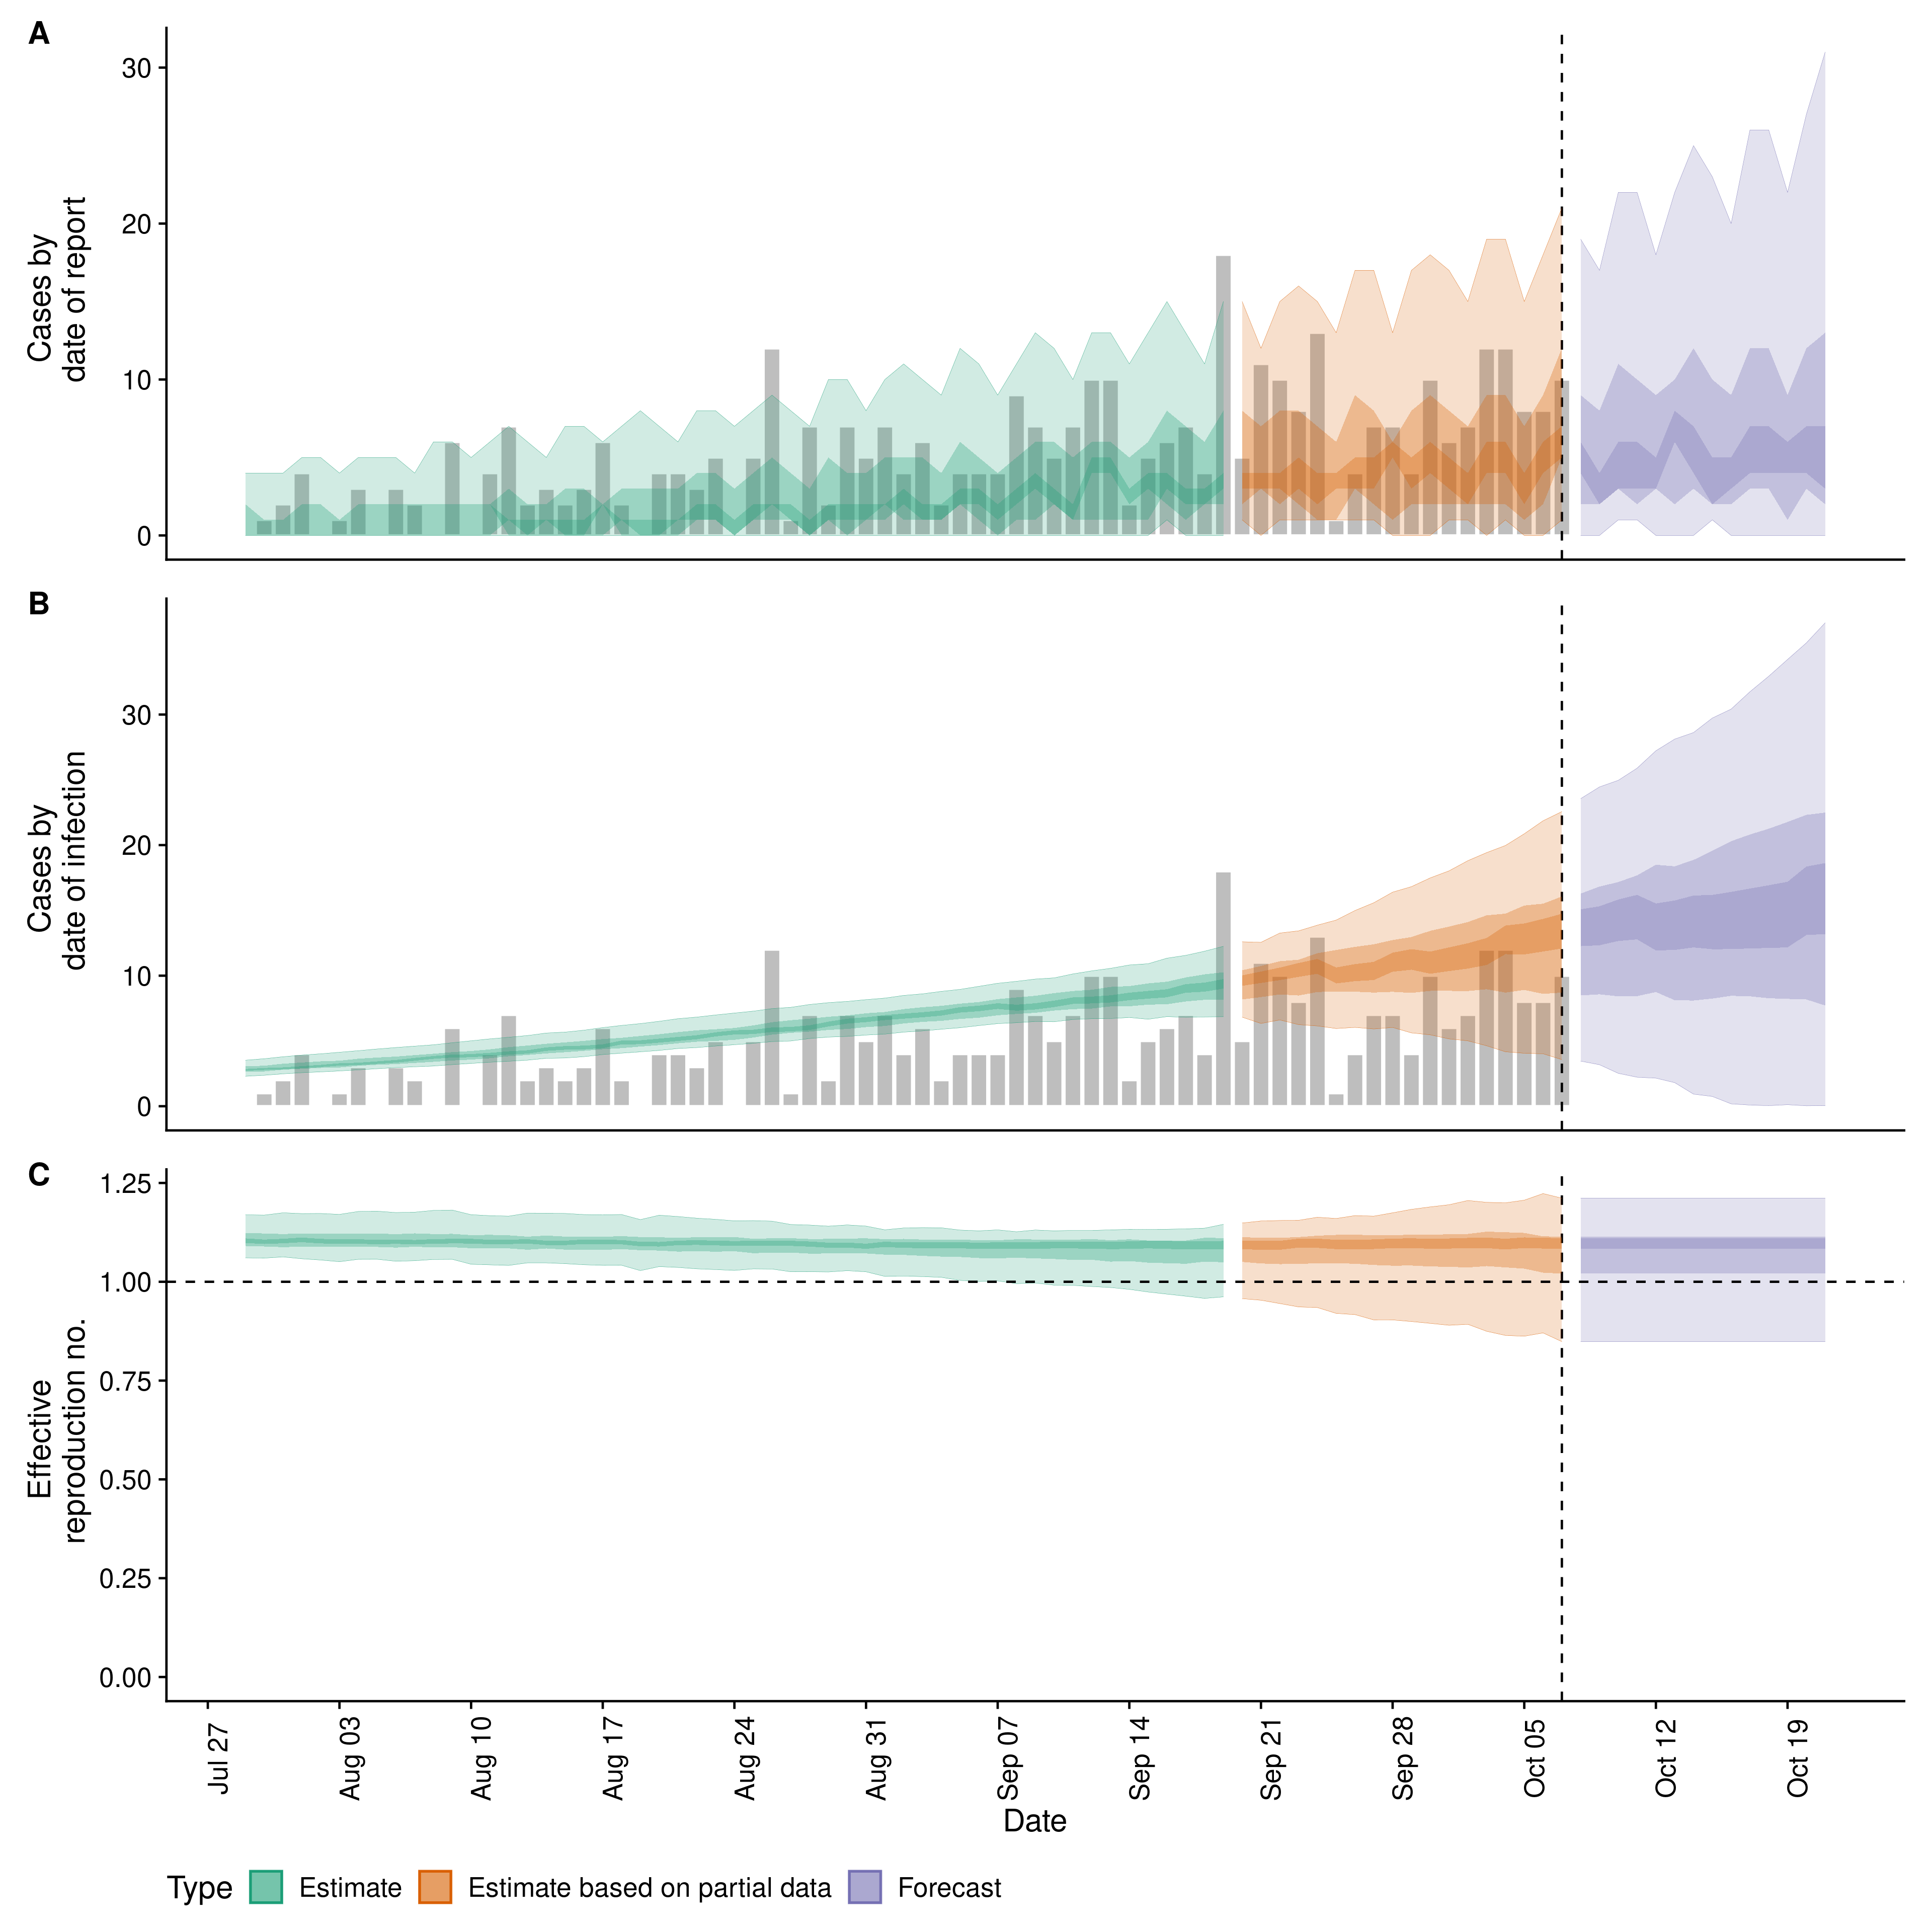 A
Cases by
date of report
30
20
10
0
B
Cases by
date of infection
30
20
10
0
C
Effective
reproduction no.
1.25
1.00
0.75
0.50
0.25
0.00
Jul 27
Aug 03
Aug 10
Aug 17
Aug 24
Aug 31
Sep 07
Sep 14
Sep 21
Sep 28
Oct 05
Oct 12
Oct 19
Date
Type Estimate Estimate based on partial data Forecast